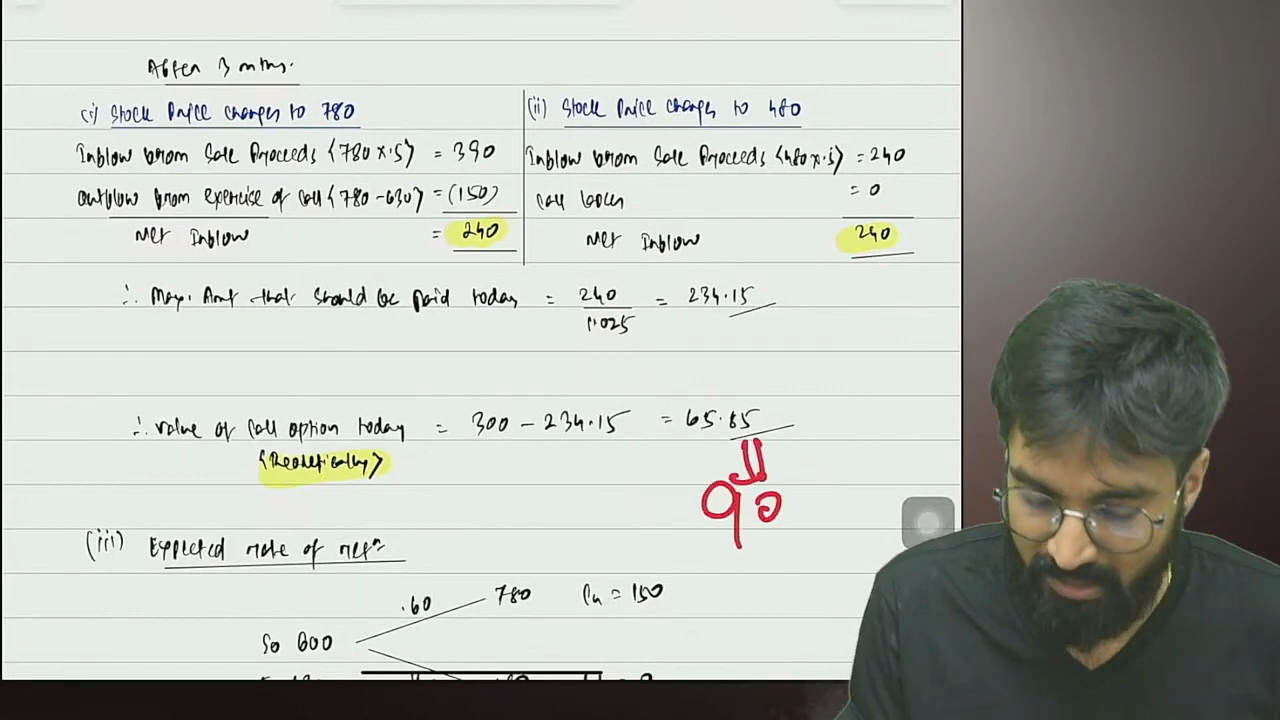 After 3 mths.
(i) Stock Price changes to 780
Inflow from Sale Proceeds {780 x .5} = 390
Outflow from exercise of call {780 - 630} = (150)
Net Inflow = 240
(ii) Stock Price changes to 480
Inflow from Sale Proceeds {480 x .5} = 240
Call = 0
Net Inflow 240
∴ Max. Amt that should be paid today = 240 / 1.025 = 234.15
∴ Value of Call option today = 300 - 234.15 = 65.85
{Theoretically}
90
(iii) Expected rate of
.60 780 Cu = 150
So 600